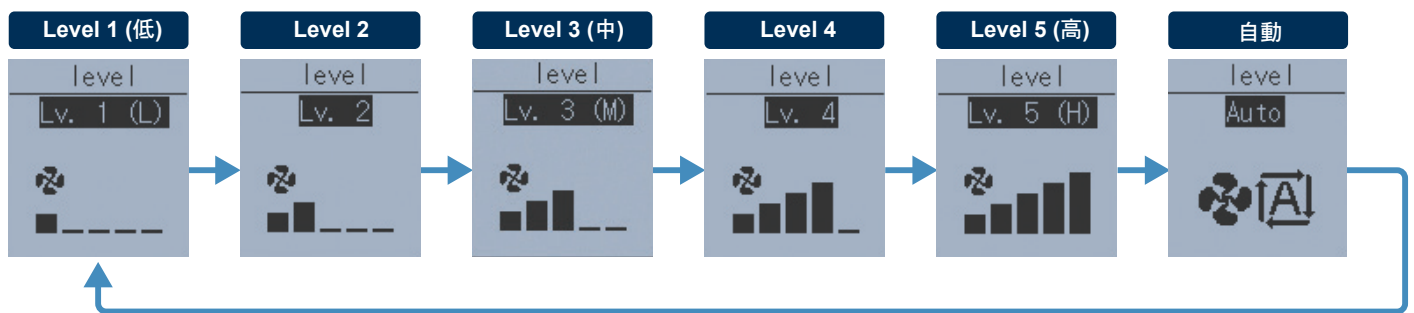 Level 1 (低)
Level 2
Level 3 (中)
Level 4
Level 5 (高)
自動
level
Lv. 1 (L)
level
Lv. 2
level
Lv. 3 (M)
level
Lv. 4
level
Lv. 5 (H)
level
Auto
A